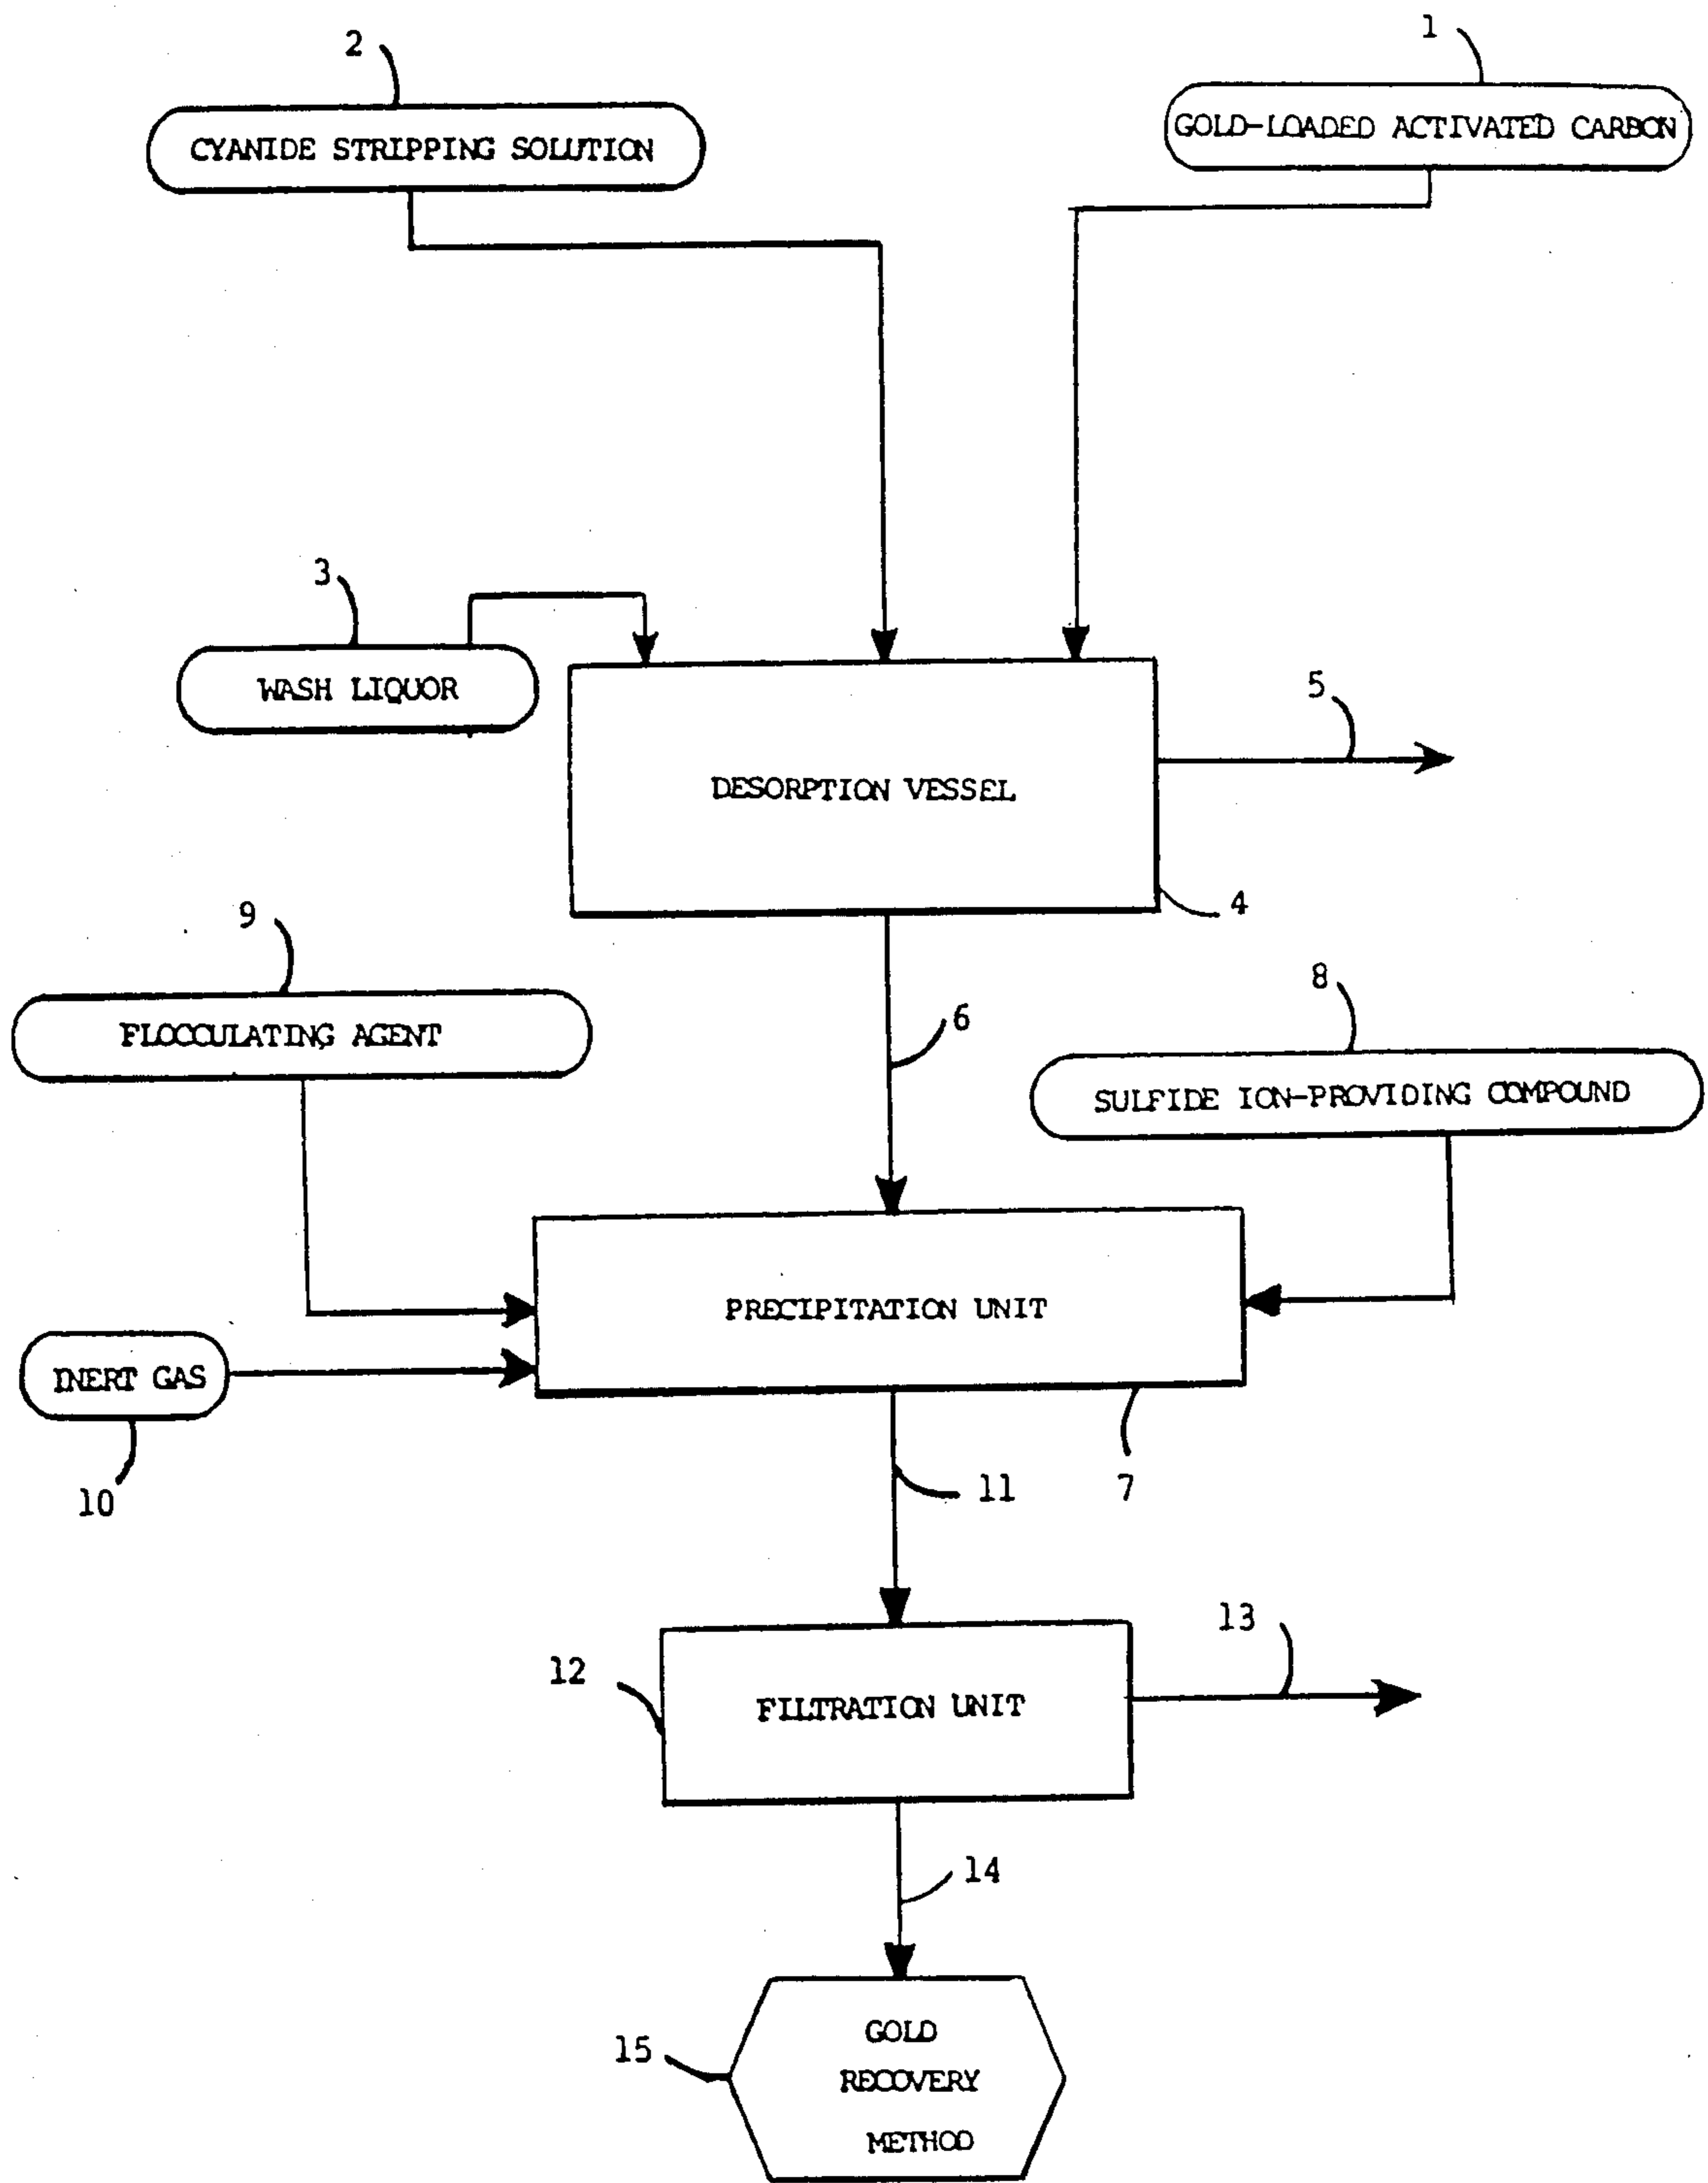 2
1
CYANIDE STRIPPING SOLUTION
GOLD-LOADED ACTIVATED CARBON
3
WASH LIQUOR
5
DESORPTION VESSEL
4
9
8
6
FLOCCULATING AGENT
SULFIDE ION-PROVIDING COMPOUND
PRECIPITATION UNIT
INERT GAS
10
11
7
13
12
FILTRATION UNIT
14
15
GOLD
RECOVERY
METHOD